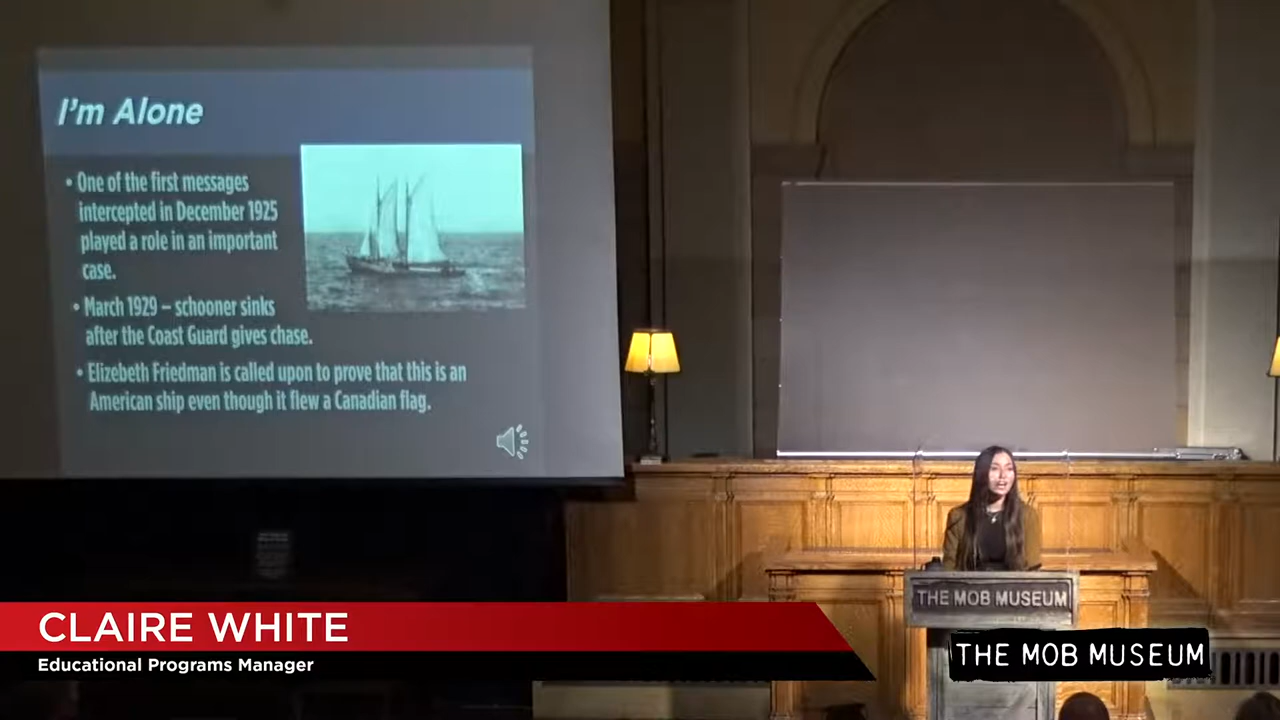 I'm Alone
• One of the first messages
intercepted in December 1925
played a role in an important
case.
• March 1929 – schooner sinks
after the Coast Guard gives chase.
• Elizebeth Friedman is called upon to prove that this is an
American ship even though it flew a Canadian flag.
THE MOB MUSEUM
CLAIRE WHITE
Educational Programs Manager
THE MOB MUSEUM